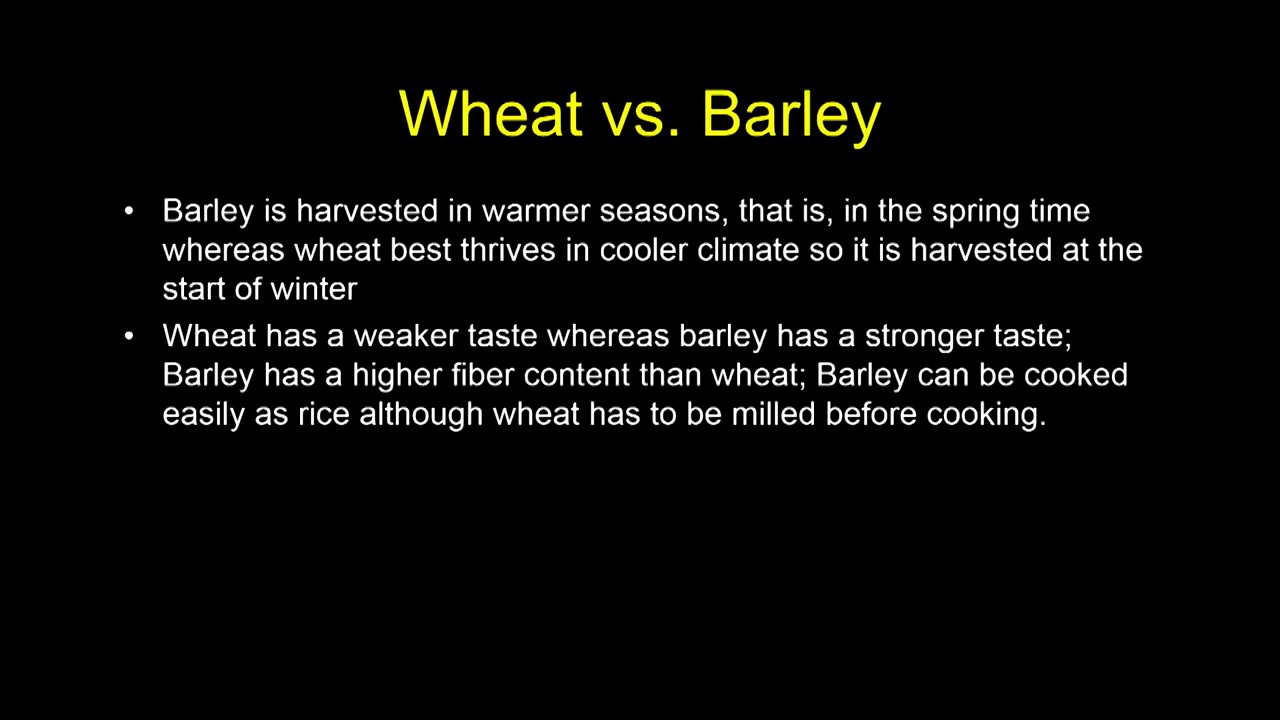 Wheat vs. Barley
• Barley is harvested in warmer seasons, that is, in the spring time
whereas wheat best thrives in cooler climate so it is harvested at the
start of winter
• Wheat has a weaker taste whereas barley has a stronger taste;
Barley has a higher fiber content than wheat; Barley can be cooked
easily as rice although wheat has to be milled before cooking.